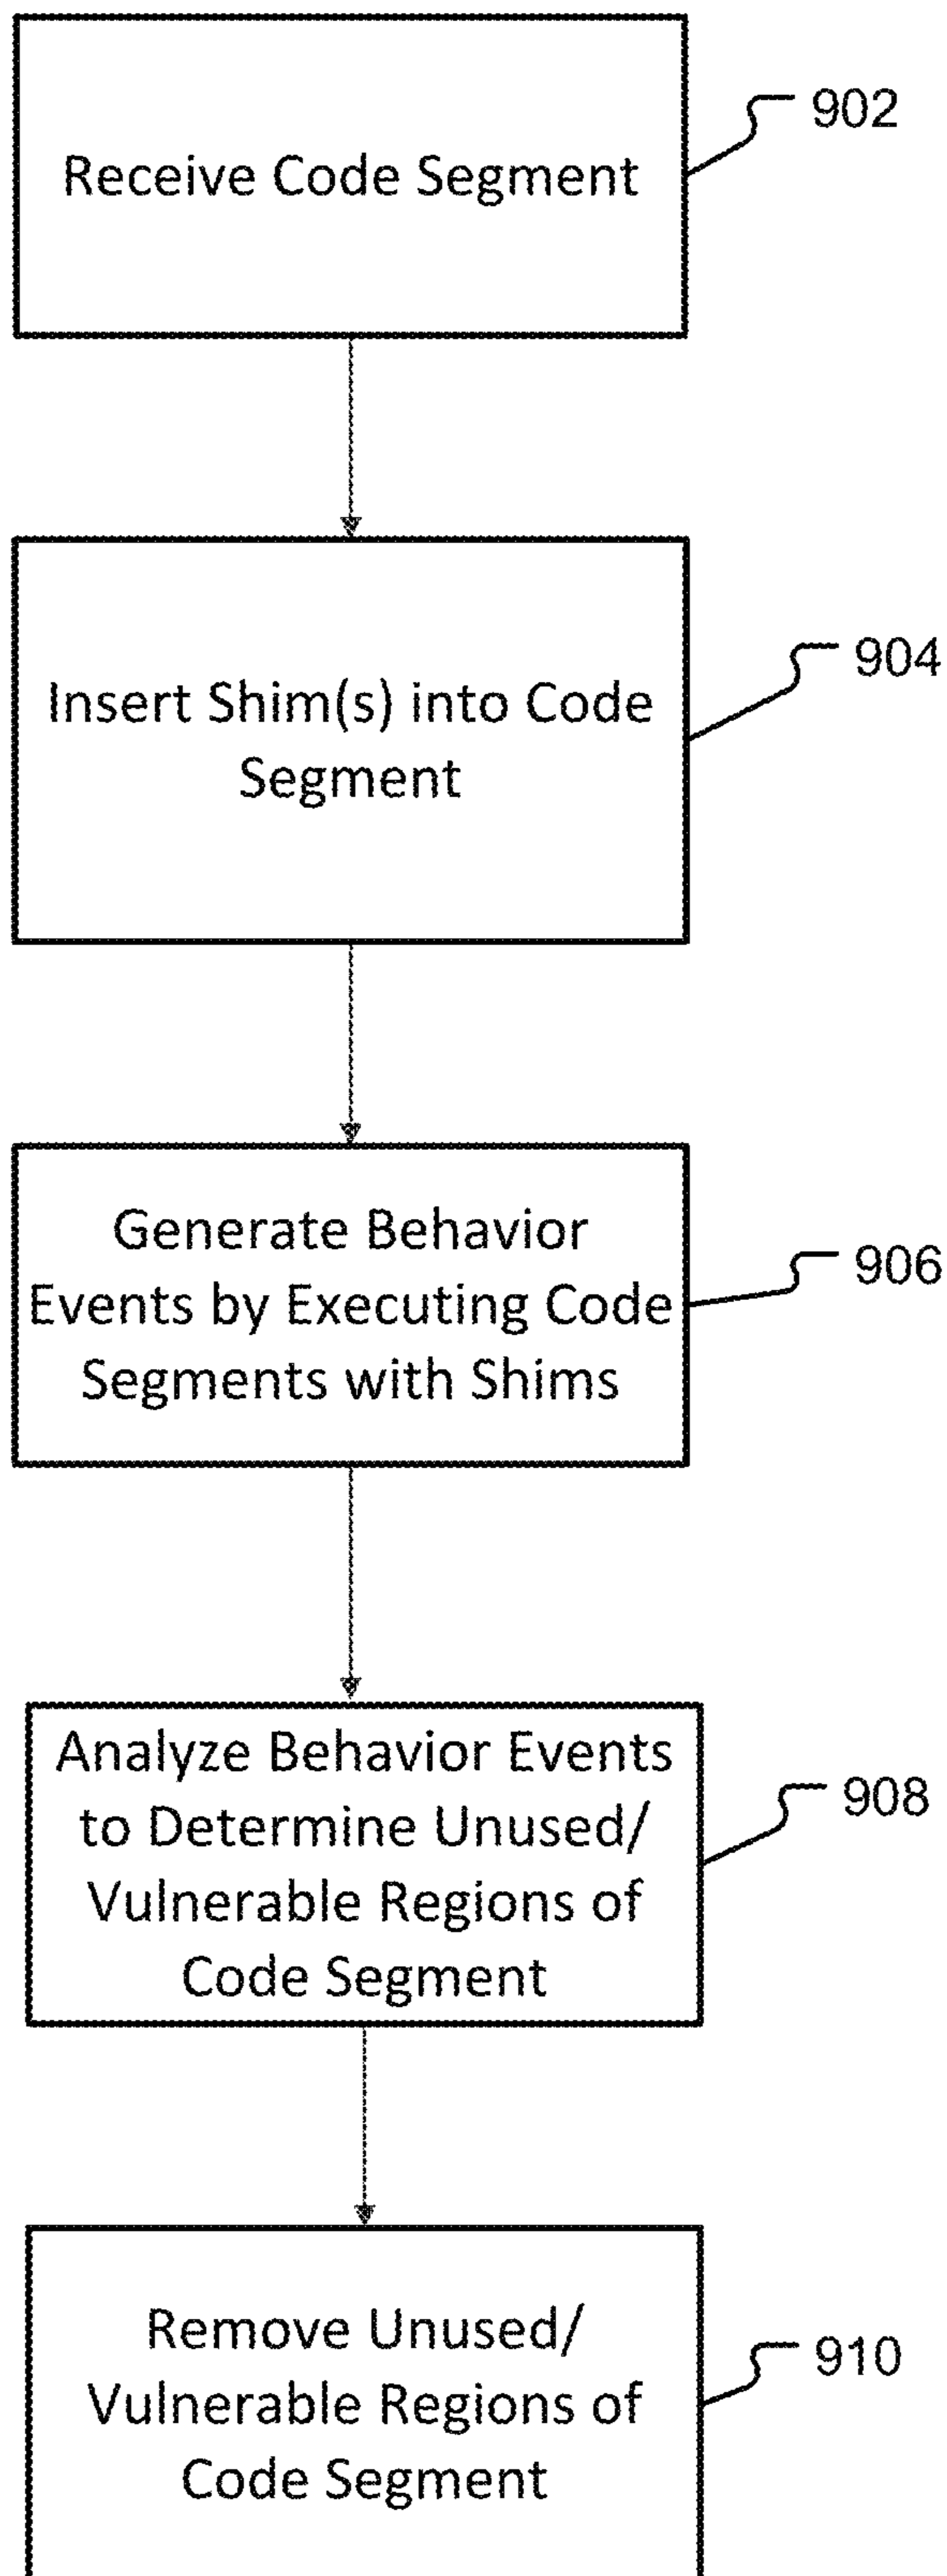 Receive Code Segment
902
Insert Shim(s) into Code
Segment
904
Generate Behavior
Events by Executing Code
Segments with Shims
906
Analyze Behavior Events
to Determine Unused/
Vulnerable Regions of
Code Segment
908
Remove Unused/
Vulnerable Regions of
Code Segment
910